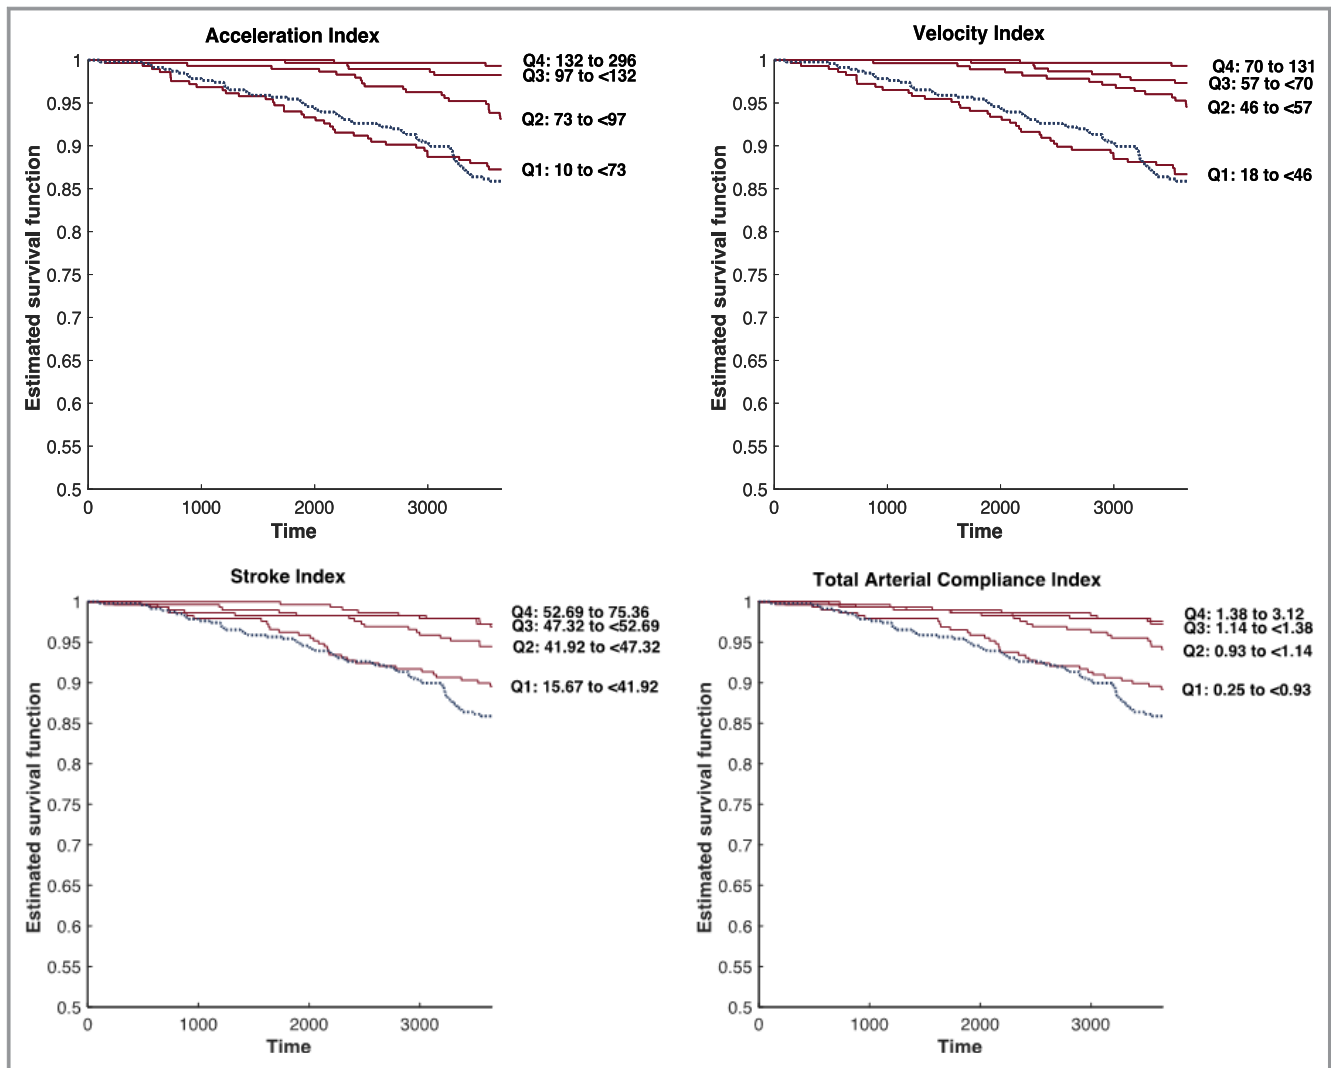 Acceleration Index
Estimated survival function
1
0.95
0.9
0.85
0.8
0.75
0.7
0.65
0.6
0.55
0.5
0
1000
2000
3000
Time
Q4: 132 to 296
Q3: 97 to <132
Q2: 73 to <97
Q1: 10 to <73
Velocity Index
Estimated survival function
1
0.95
0.9
0.85
0.8
0.75
0.7
0.65
0.6
0.55
0.5
0
1000
2000
3000
Time
Q4: 70 to 131
Q3: 57 to <70
Q2: 46 to <57
Q1: 18 to <46
Stroke Index
Estimated survival function
1
0.95
0.9
0.85
0.8
0.75
0.7
0.65
0.6
0.55
0.5
0
1000
2000
3000
Time
Q4: 52.69 to 75.36
Q3: 47.32 to <52.69
Q2: 41.92 to <47.32
Q1: 15.67 to <41.92
Total Arterial Compliance Index
Estimated survival function
1
0.95
0.9
0.85
0.8
0.75
0.7
0.65
0.6
0.55
0.5
0
1000
2000
3000
Time
Q4: 1.38 to 3.12
Q3: 1.14 to <1.38
Q2: 0.93 to <1.14
Q1: 0.25 to <0.93